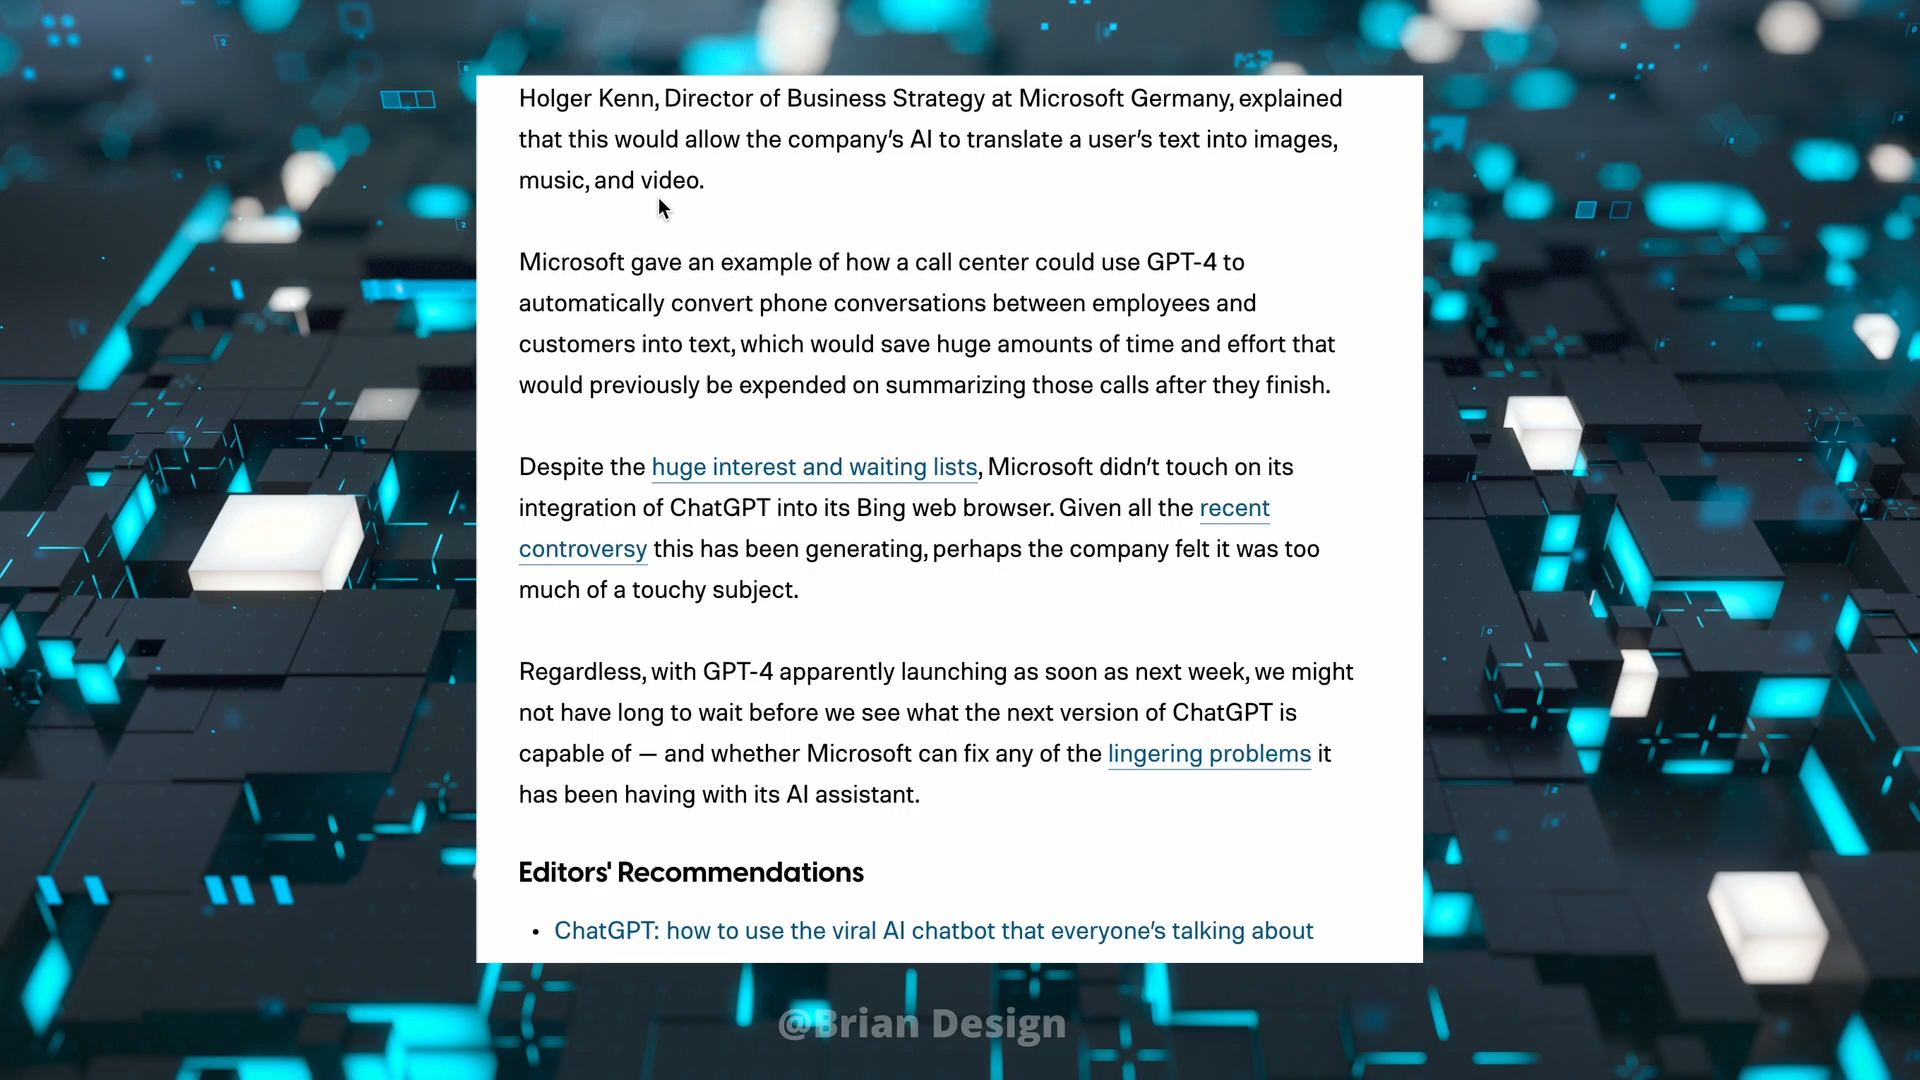 Holger Kenn, Director of Business Strategy at Microsoft Germany, explained
that this would allow the company's AI to translate a user's text into images,
music, and video.
Microsoft gave an example of how a call center could use GPT-4 to
automatically convert phone conversations between employees and
customers into text, which would save huge amounts of time and effort that
would previously be expended on summarizing those calls after they finish.
Despite the huge interest and waiting lists, Microsoft didn't touch on its
integration of ChatGPT into its Bing web browser. Given all the recent
controversy this has been generating, perhaps the company felt it was too
much of a touchy subject.
Regardless, with GPT-4 apparently launching as soon as next week, we might
not have long to wait before we see what the next version of ChatGPT is
capable of — and whether Microsoft can fix any of the lingering problems it
has been having with its AI assistant.
Editors' Recommendations
• ChatGPT: how to use the viral AI chatbot that everyone's talking about
@Brian Design